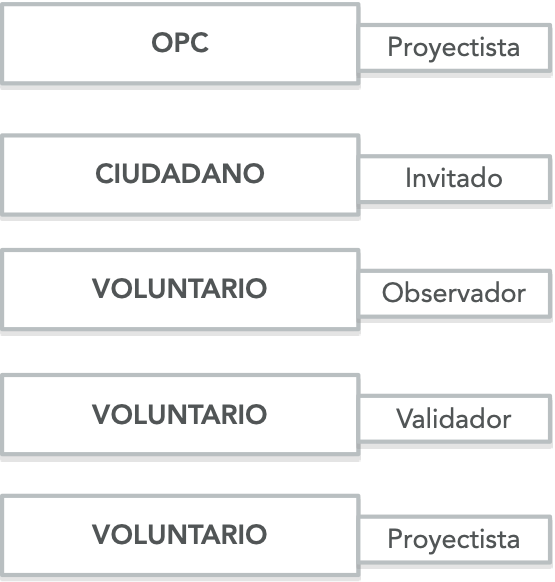 OPC
Proyectista
CIUDADANO
Invitado
VOLUNTARIO
Observador
VOLUNTARIO
Validador
VOLUNTARIO
Proyectista